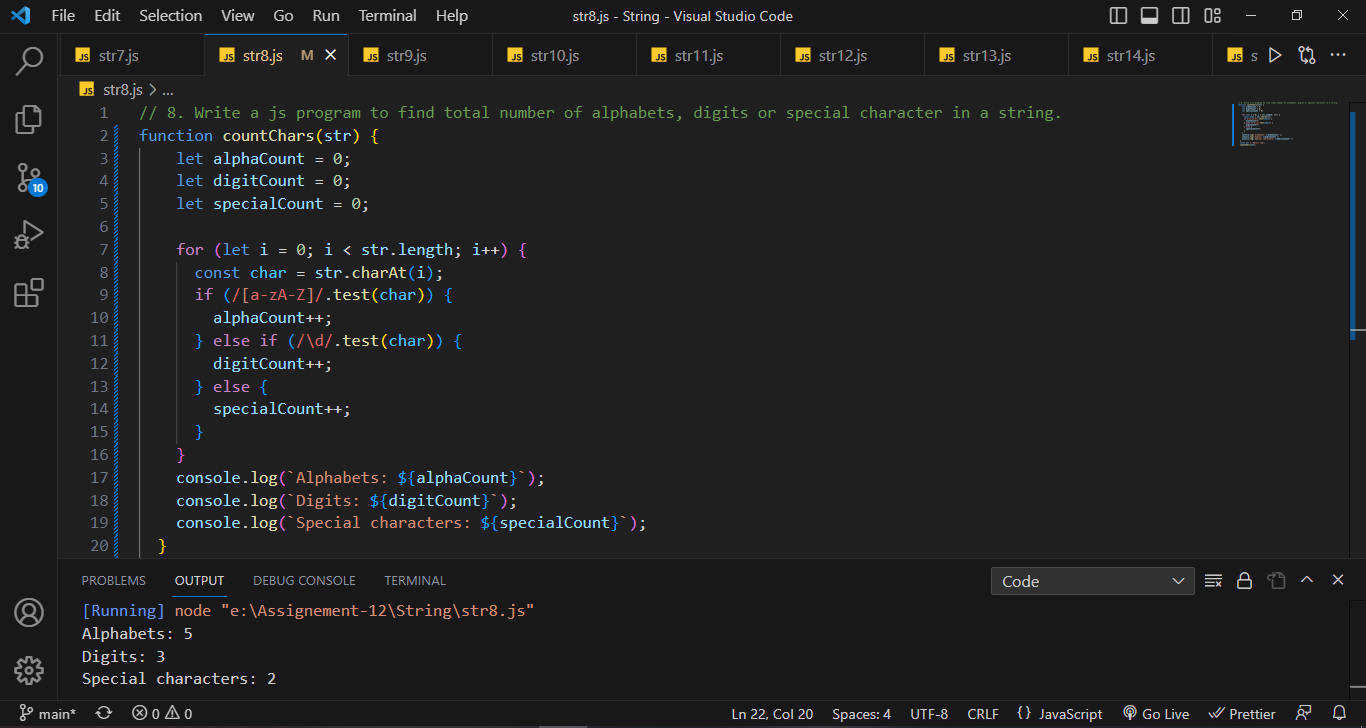 File Edit Selection View Go Run Terminal Help str8.js - String - Visual Studio Code
JS str7.js JS str8.js M JS str9.js JS str10.js JS str11.js JS str12.js JS str13.js JS str14.js JS s
JS str8.js > ...
1 // 8. Write a js program to find total number of alphabets, digits or special character in a string.
2 function countChars(str) {
3 let alphaCount = 0;
4 let digitCount = 0;
5 let specialCount = 0;
6
7 for (let i = 0; i < str.length; i++) {
8 const char = str.charAt(i);
9 if (/[a-zA-Z]/.test(char)) {
10 alphaCount++;
11 } else if (/\d/.test(char)) {
12 digitCount++;
13 } else {
14 specialCount++;
15 }
16 }
17 console.log(`Alphabets: ${alphaCount}`);
18 console.log(`Digits: ${digitCount}`);
19 console.log(`Special characters: ${specialCount}`);
20 }
10
PROBLEMS OUTPUT DEBUG CONSOLE TERMINAL Code
[Running] node "e:\Assignement-12\String\str8.js"
Alphabets: 5
Digits: 3
Special characters: 2
main* 0 0 Ln 22, Col 20 Spaces: 4 UTF-8 CRLF {} JavaScript Go Live Prettier